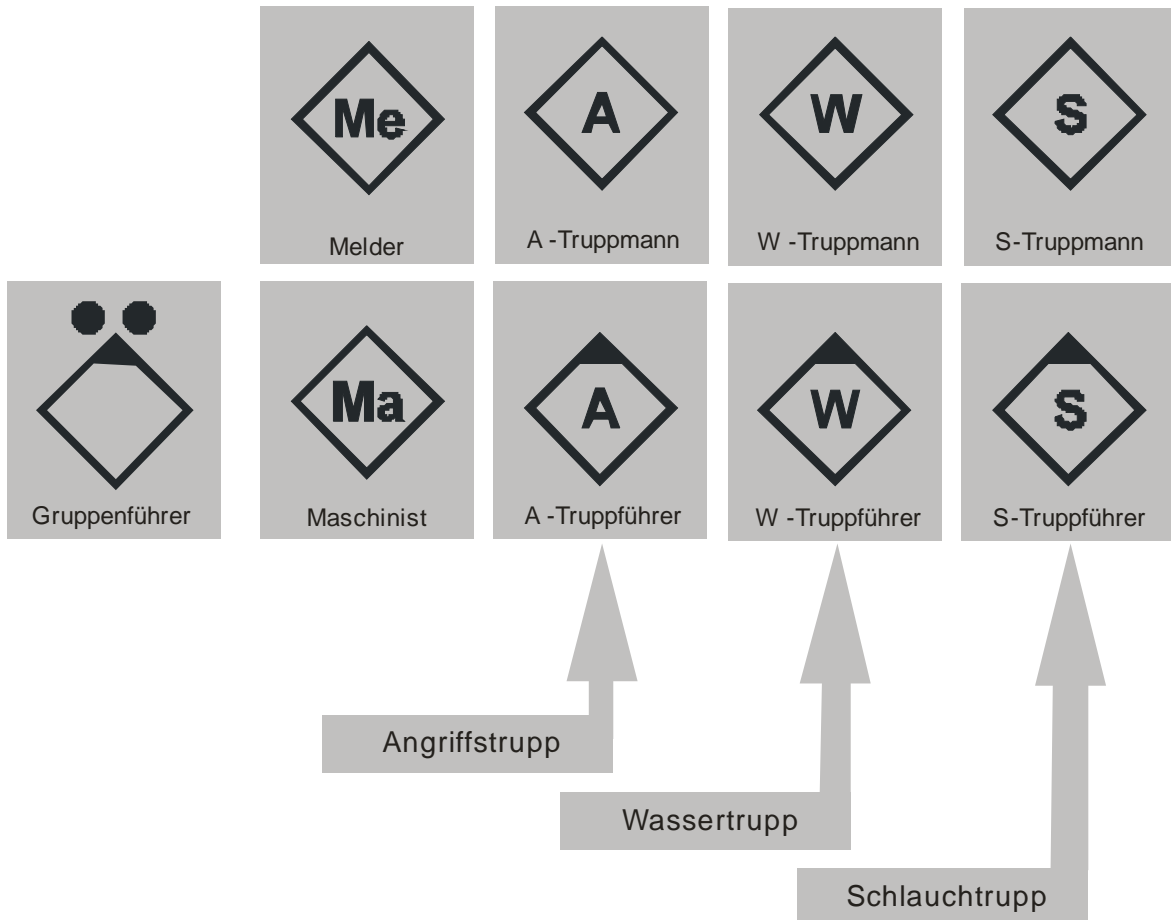 Me
Melder
A
A -Truppmann
W
W -Truppmann
S
S-Truppmann
Gruppenführer
Ma
Maschinist
A
A -Truppführer
W
W -Truppführer
S
S-Truppführer
Angriffstrupp
Wassertrupp
Schlauchtrupp